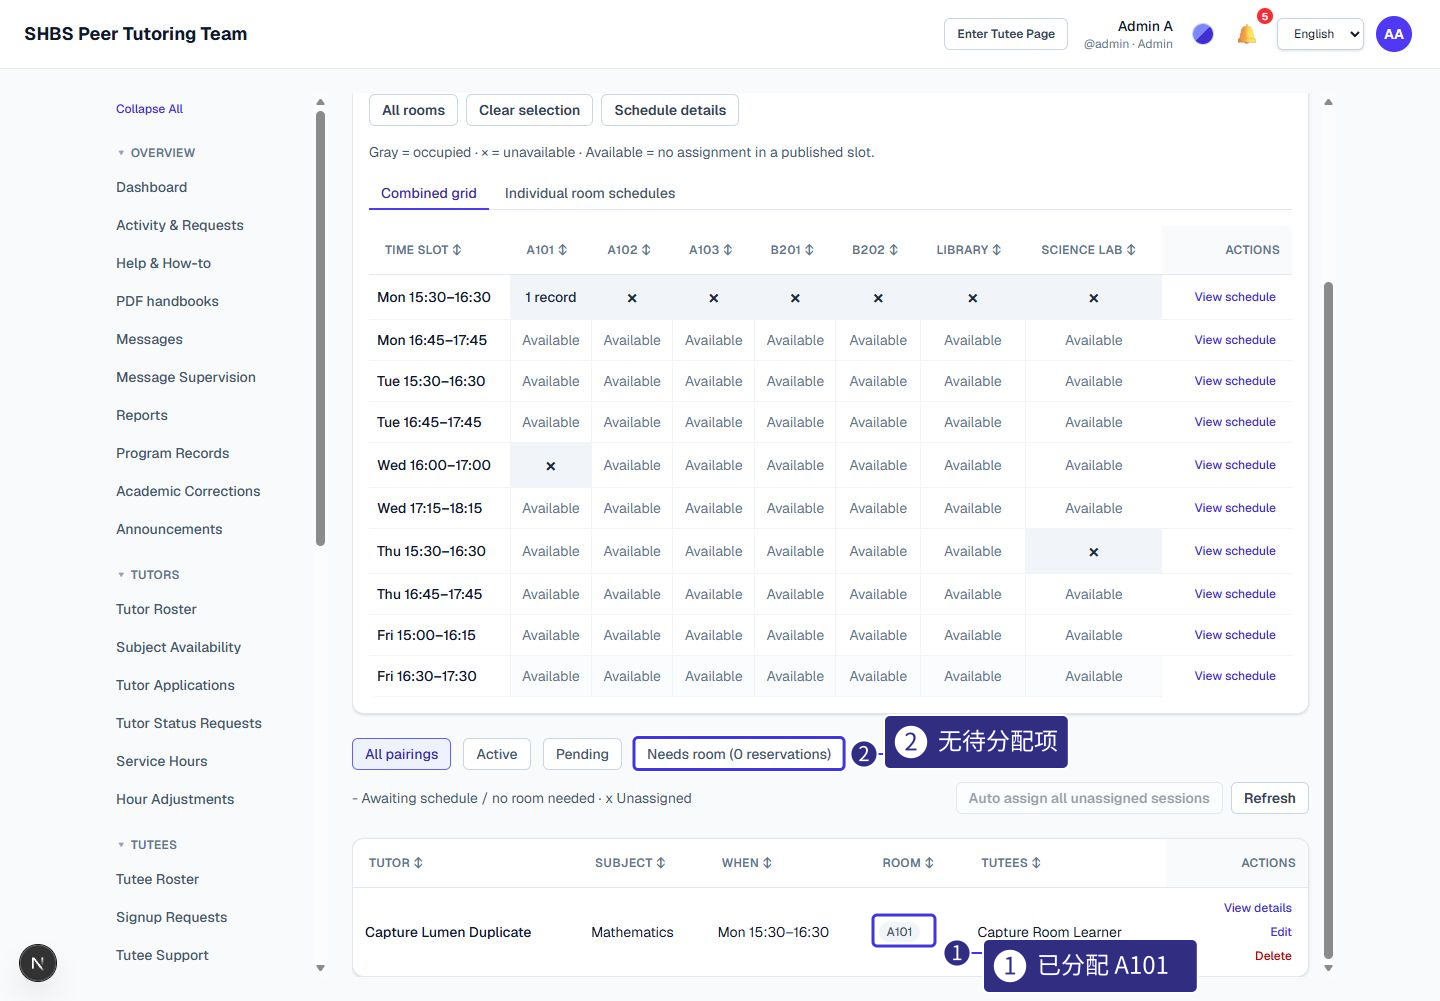 SHBS Peer Tutoring Team
Enter Tutee Page
Admin A
@admin · Admin
5
English
AA
Collapse All
OVERVIEW
Dashboard
Activity & Requests
Help & How-to
PDF handbooks
Messages
Message Supervision
Reports
Program Records
Academic Corrections
Announcements
TUTORS
Tutor Roster
Subject Availability
Tutor Applications
Tutor Status Requests
Service Hours
Hour Adjustments
TUTEES
Tutee Roster
Signup Requests
Tutee Support
N
All rooms Clear selection Schedule details
Gray = occupied · × = unavailable · Available = no assignment in a published slot.
Combined grid Individual room schedules
TIME SLOT A101 A102 A103 B201 B202 LIBRARY SCIENCE LAB ACTIONS
Mon 15:30–16:30 1 record × × × × × × View schedule
Mon 16:45–17:45 Available Available Available Available Available Available Available View schedule
Tue 15:30–16:30 Available Available Available Available Available Available Available View schedule
Tue 16:45–17:45 Available Available Available Available Available Available Available View schedule
Wed 16:00–17:00 × Available Available Available Available Available Available View schedule
Wed 17:15–18:15 Available Available Available Available Available Available Available View schedule
Thu 15:30–16:30 Available Available Available Available Available Available × View schedule
Thu 16:45–17:45 Available Available Available Available Available Available Available View schedule
Fri 15:00–16:15 Available Available Available Available Available Available Available View schedule
Fri 16:30–17:30 Available Available Available Available Available Available Available View schedule
All pairings Active Pending Needs room (0 reservations) 2 2 无待分配项
- Awaiting schedule / no room needed · x Unassigned
Auto assign all unassigned sessions Refresh
TUTOR SUBJECT WHEN ROOM TUTEES ACTIONS
Capture Lumen Duplicate Mathematics Mon 15:30–16:30 A101 Capture Room Learner
View details
Edit
Delete
1 1 已分配 A101